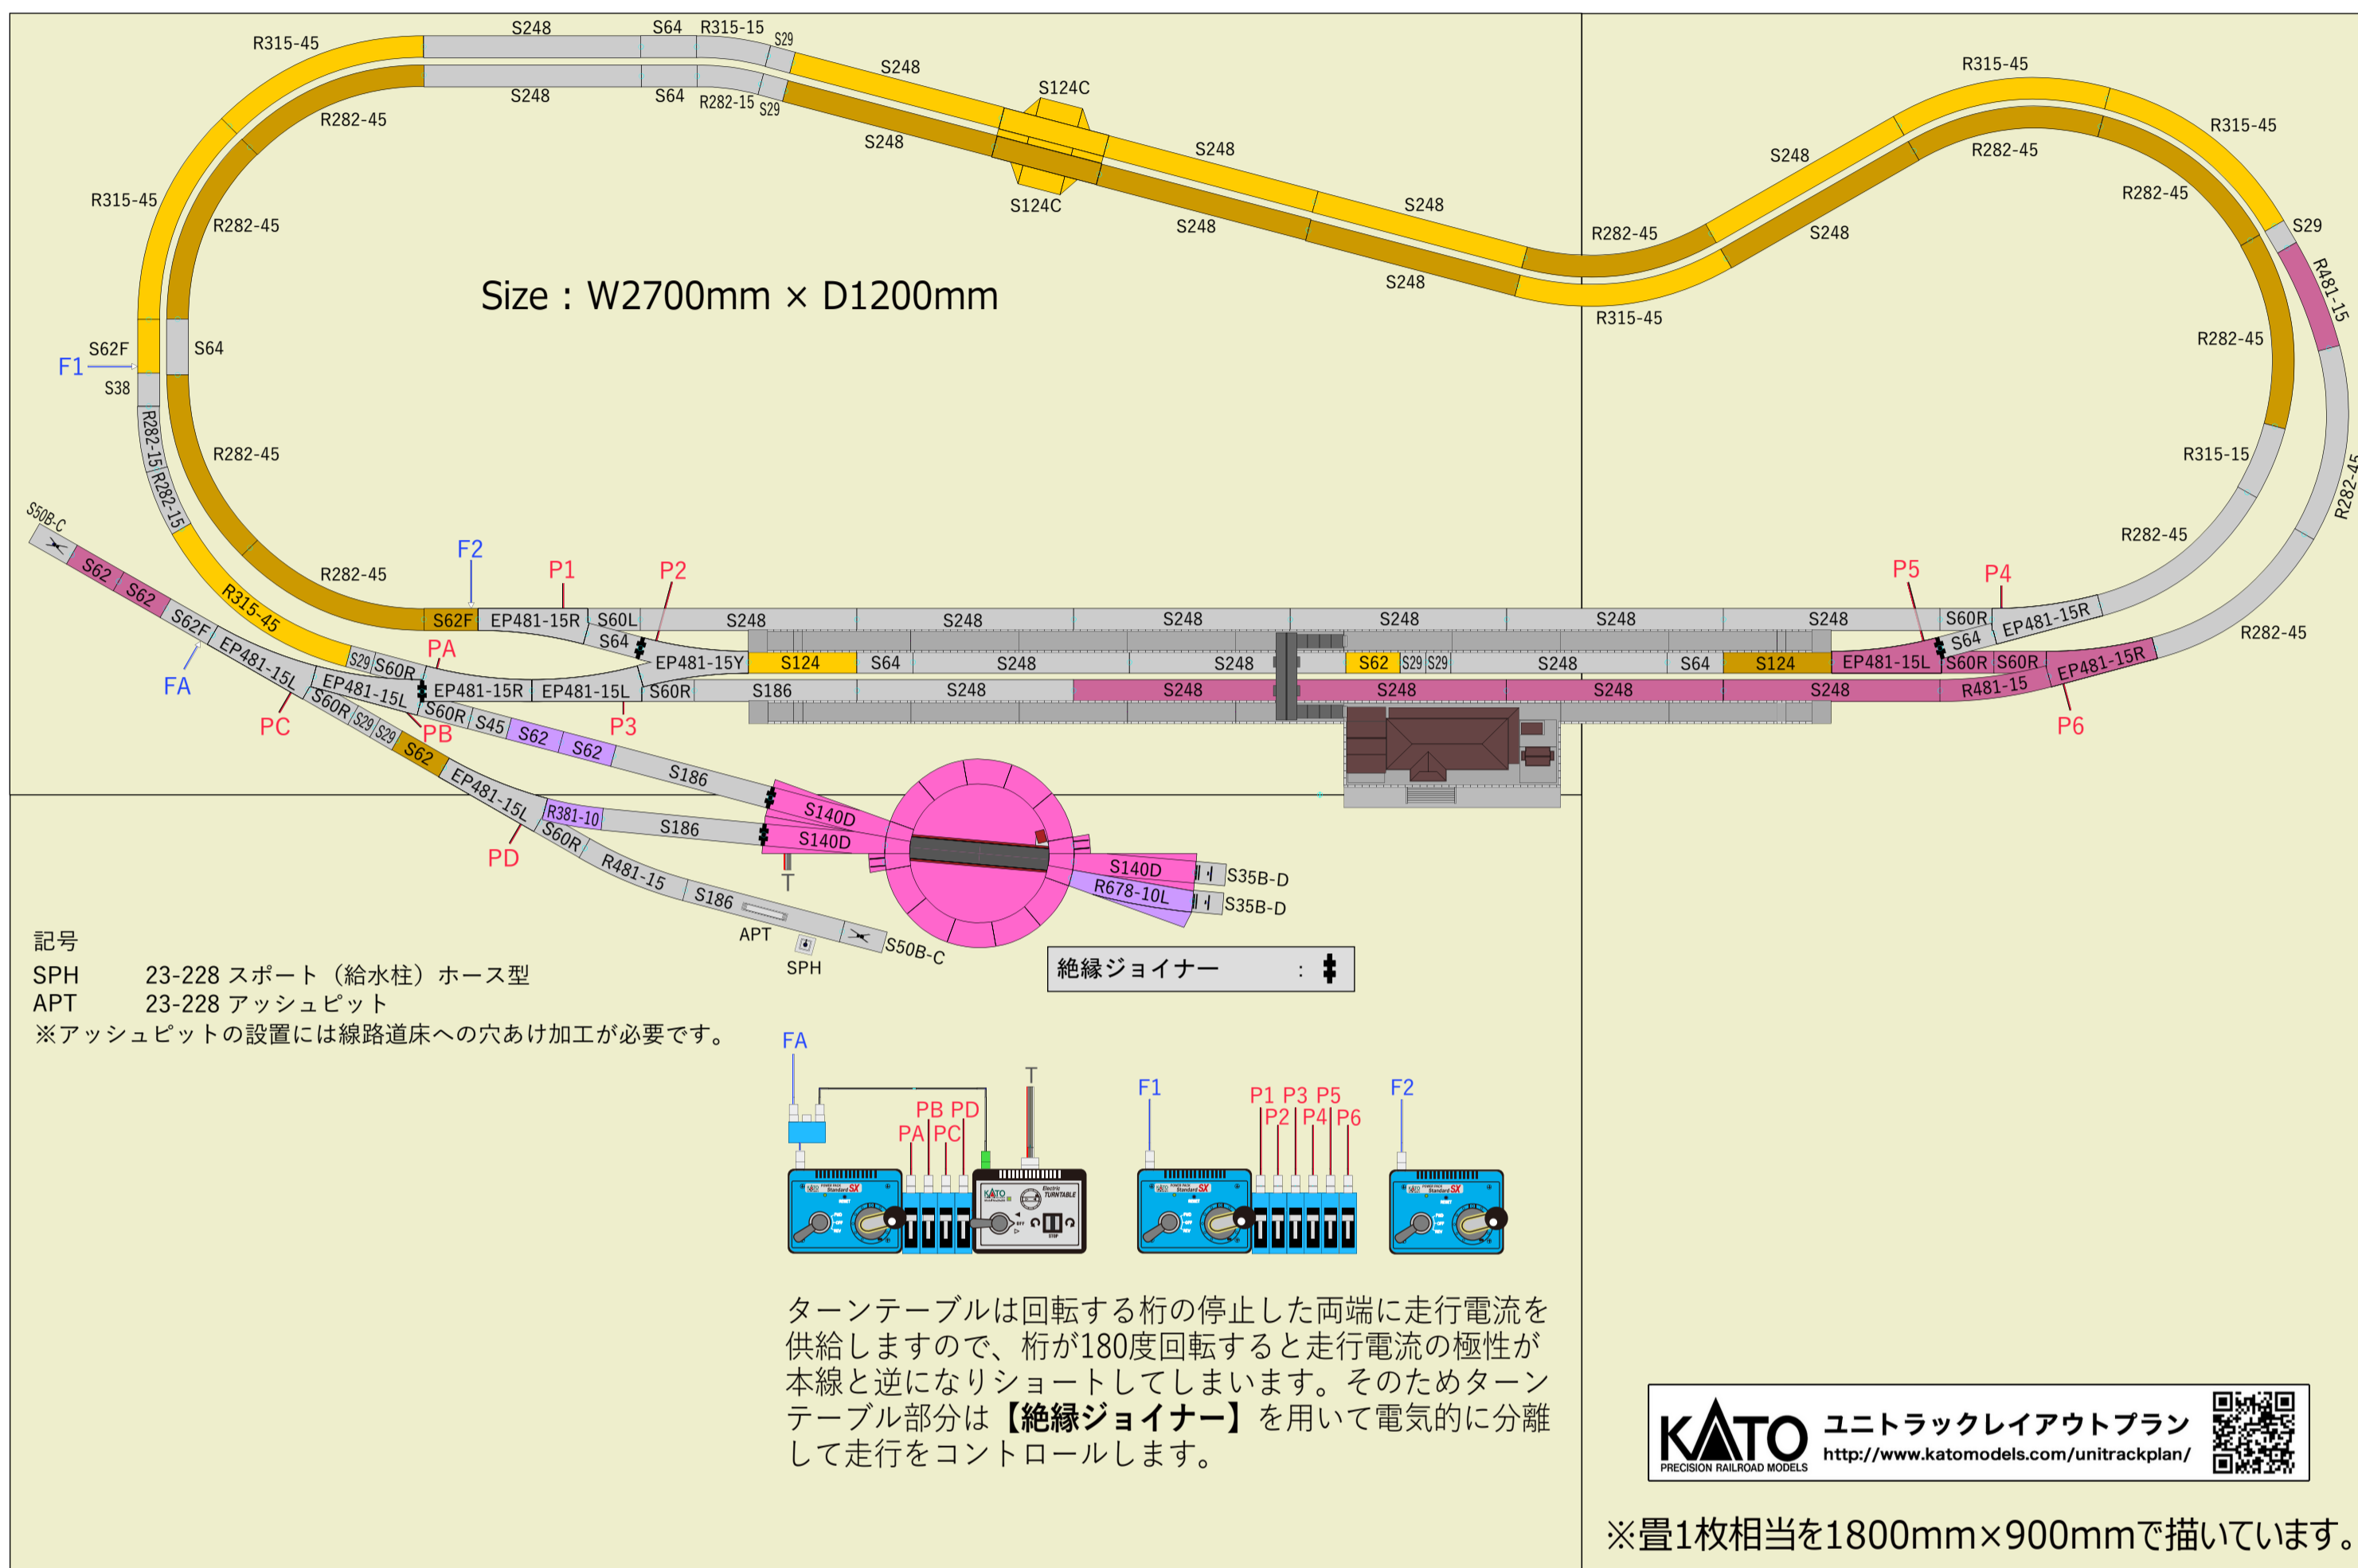 R315-45
S248
S64
R315-15
S29
S248
S124C
R315-45
R282-45
S248
S64
R282-15
S29
S248
S124C
S248
S248
S248
S248
R315-45
S248
R282-45
R315-45
R282-45
R282-45
S248
R315-45
S29
R481-15
R315-45
R282-45
Size : W2700mm × D1200mm
S62F
F1
S38
S64
R282-15
R282-15
R282-45
R282-45
R282-45
R315-15
R282-45
R282-45
R282-45
S50B-C
S62
S62
S62F
FA
R315-45
F2
P1
P2
P5
P4
S62F
EP481-15R
S60L
S248
S248
S248
S248
S248
S248
S60R
EP481-15R
S64
S64
EP481-15Y
S124
S64
S248
S248
S62
S29
S29
S248
S64
S124
EP481-15L
S60R
S60R
EP481-15R
S29
S60R
PA
EP481-15L
EP481-15L
EP481-15R
EP481-15L
S60R
S186
S248
S248
S248
S248
S248
R481-15
PC
PB
P3
P6
S60R
S29
S29
S62
S60R
S45
S62
S62
S186
S140D
EP481-15L
R381-10
S186
S140D
PD
S60R
R481-15
S186
T
APT
SPH
S50B-C
S140D
S35B-D
R678-10L
S35B-D
記号
SPH 23-228 スポート（給水柱）ホース型
APT 23-228 アッシュピット
※アッシュピットの設置には線路道床への穴あけ加工が必要です。
絶縁ジョイナー :
FA
T
PB PD
PA PC
F1
P1 P3 P5
P2 P4 P6
F2
KATO
Standard SX
KATO
Electric
TURNTABLE
OFF
STOP
Standard SX
Standard SX
ターンテーブルは回転する桁の停止した両端に走行電流を
供給しますので、桁が180度回転すると走行電流の極性が
本線と逆になりショートしてしまいます。そのためターン
テーブル部分は【絶縁ジョイナー】を用いて電気的に分離
して走行をコントロールします。
KATO
PRECISION RAILROAD MODELS
ユニトラックレイアウトプラン
http://www.katomodels.com/unitrackplan/
※畳1枚相当を1800mm×900mmで描いています。